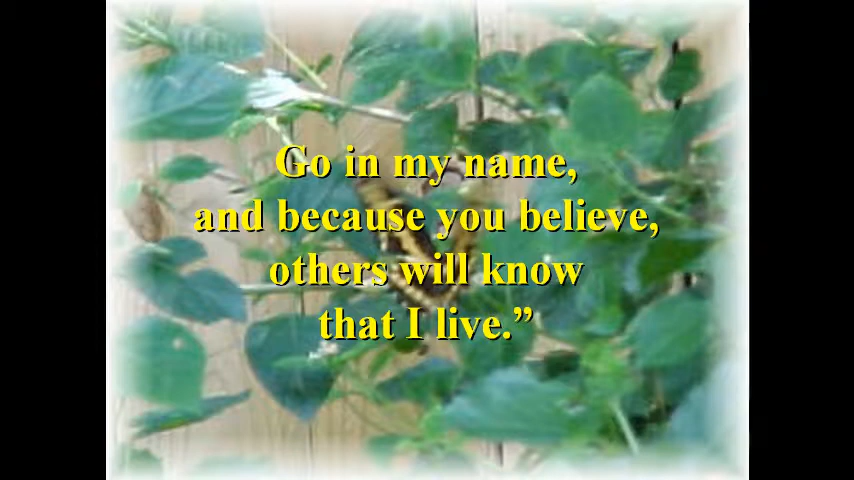 Go in my name,
and because you believe,
others will know
that I live.”